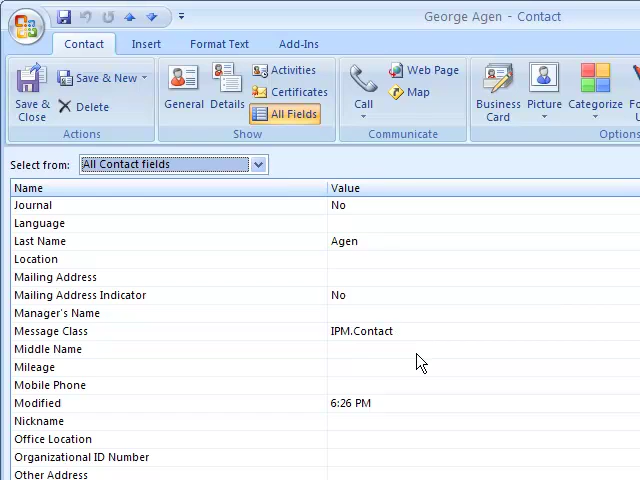 George Agen - Contact
Contact Insert Format Text Add-Ins
Save & Close
Save & New
Delete
Actions
General
Details
Activities
Certificates
All Fields
Show
Call
Web Page
Map
Communicate
Business Card
Picture
Categorize
Options
Select from: All Contact fields
Name Value
Journal No
Language
Last Name Agen
Location
Mailing Address
Mailing Address Indicator No
Manager's Name
Message Class IPM.Contact
Middle Name
Mileage
Mobile Phone
Modified 6:26 PM
Nickname
Office Location
Organizational ID Number
Other Address